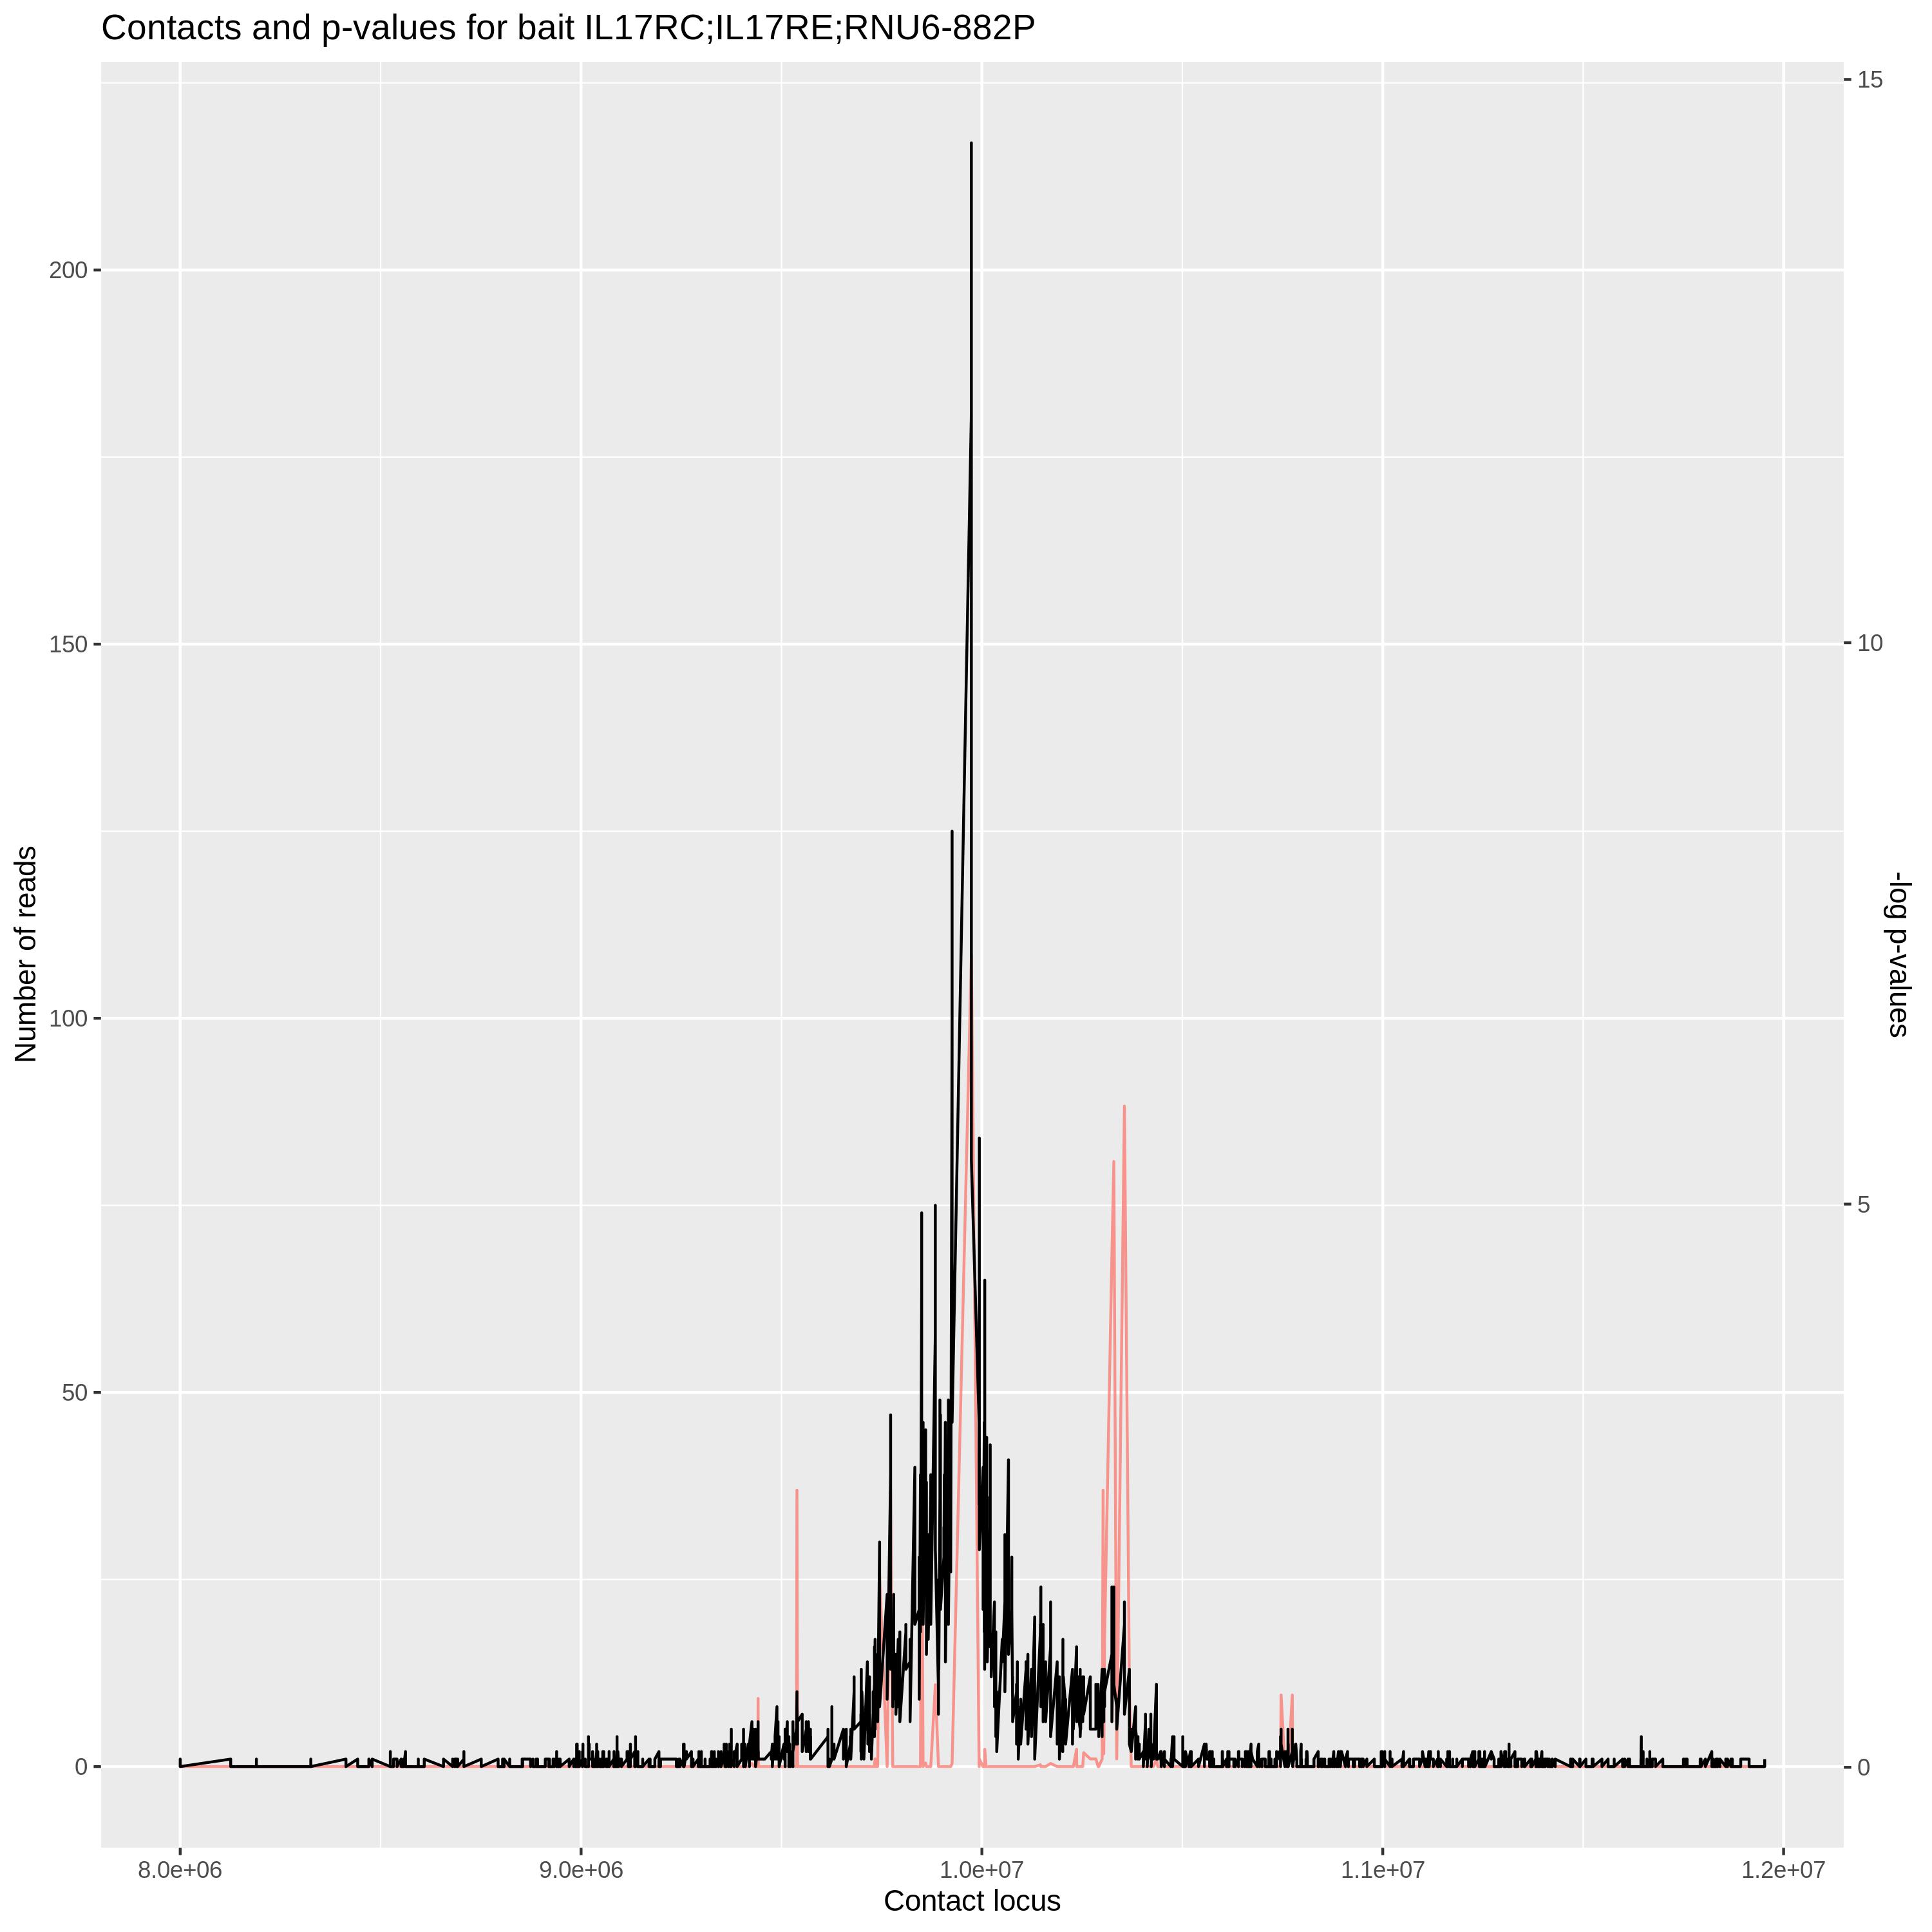 Contacts and p-values for bait IL17RC;IL17RE;RNU6-882P
15
200
150
10
Number of reads
-log p-values
100
5
50
0
0
8.0e+06
9.0e+06
1.0e+07
1.1e+07
1.2e+07
Contact locus